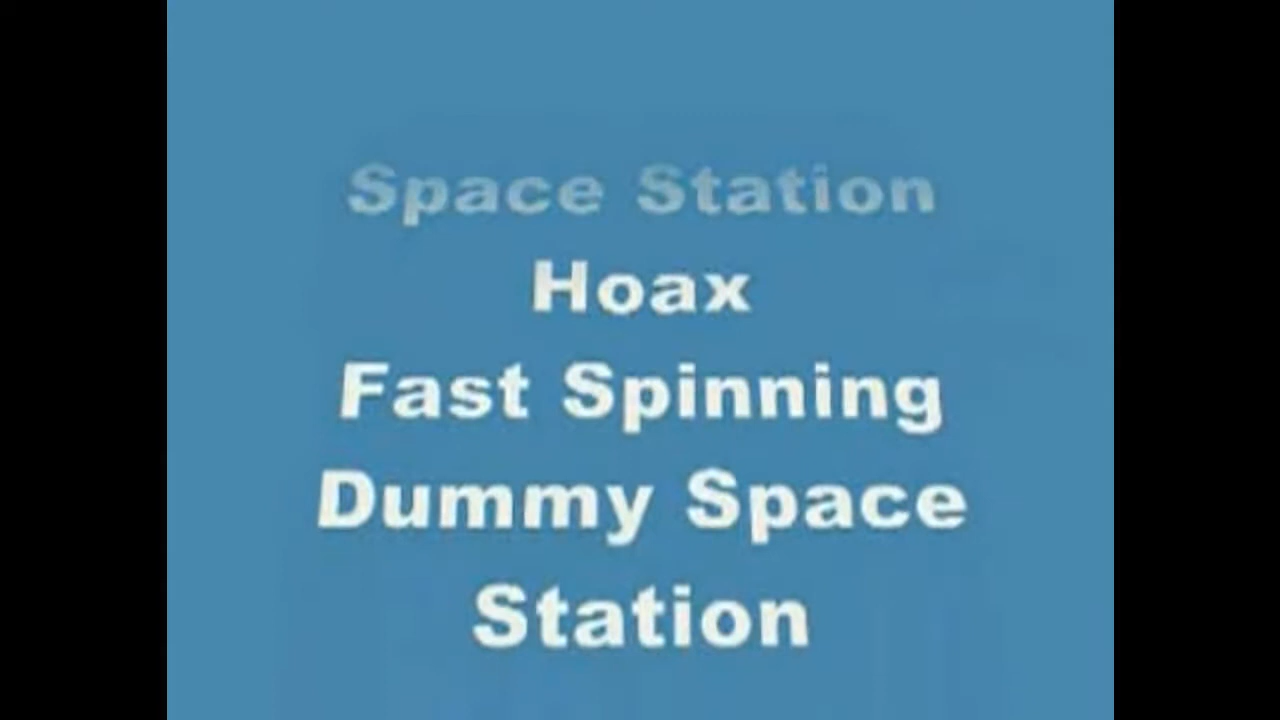 Space Station
Hoax
Fast Spinning
Dummy Space
Station